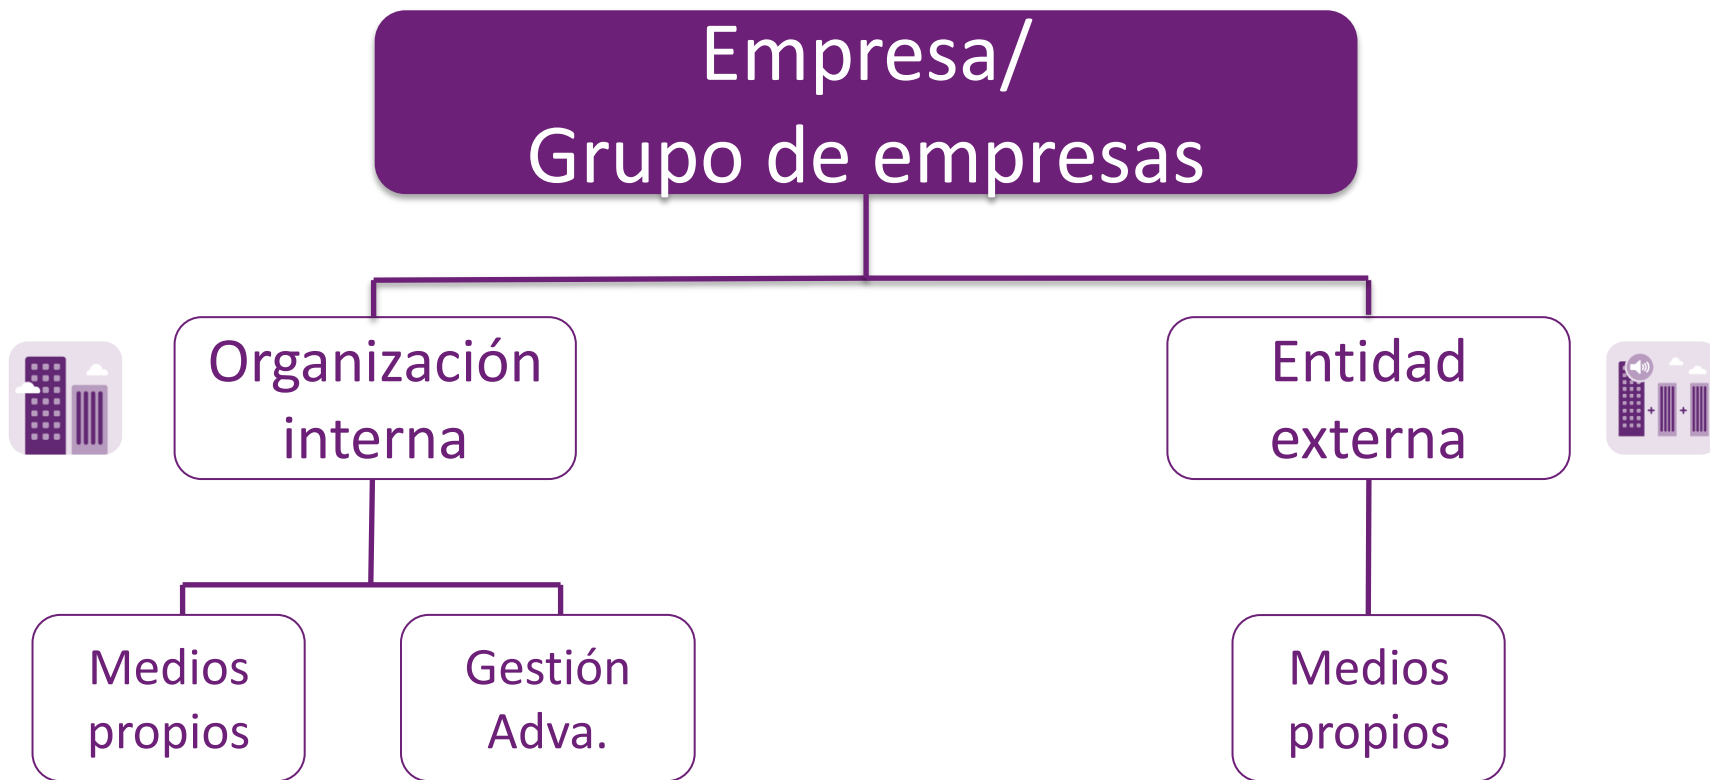 Empresa/
Grupo de empresas
Organización
interna
Entidad
externa
Medios
propios
Gestión
Adva.
Medios
propios